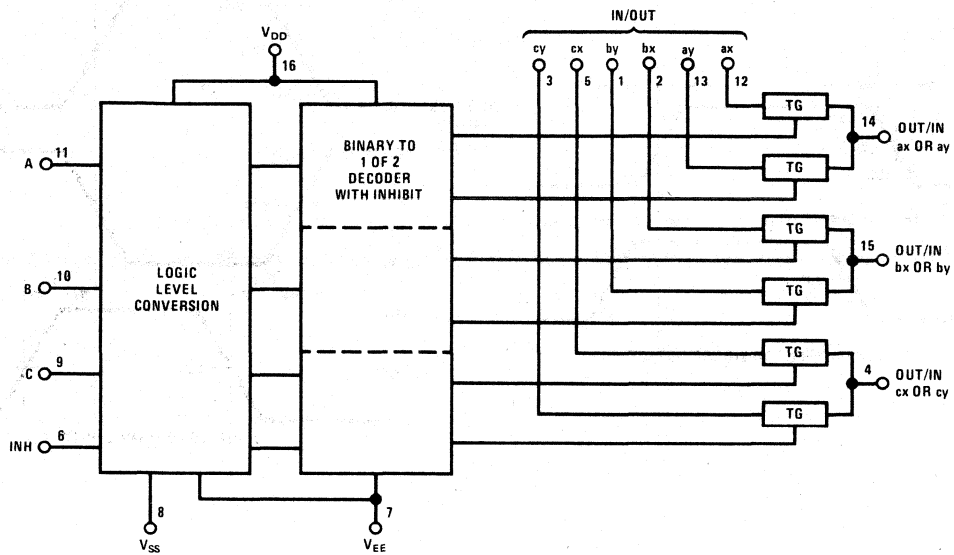 IN/OUT
VDD
cy cx by bx ay ax
16
3 5 1 2 13 12
TG
14
OUT/IN
ax OR ay
A 11
BINARY TO
1 OF 2
DECODER
WITH INHIBIT
TG
TG
15
OUT/IN
bx OR by
B 10
LOGIC
LEVEL
CONVERSION
TG
C 9
TG
4
OUT/IN
cx OR cy
TG
INH 6
8
7
VSS
VEE